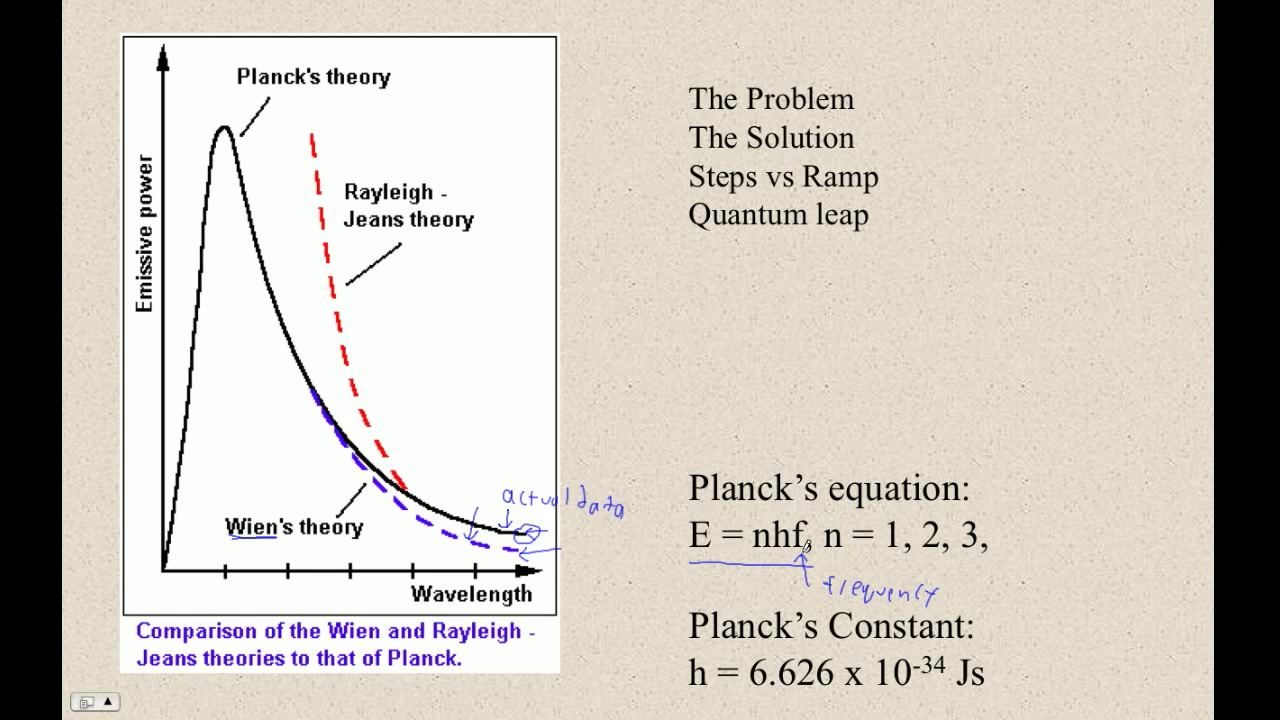 Planck's theory
Rayleigh -
Jeans theory
Emissive power
actual data
Wien's theory
Wavelength
Comparison of the Wien and Rayleigh -
Jeans theories to that of Planck.
The Problem
The Solution
Steps vs Ramp
Quantum leap
Planck's equation:
E = nhf, n = 1, 2, 3,
frequency
Planck's Constant:
h = 6.626 x 10⁻³⁴ Js